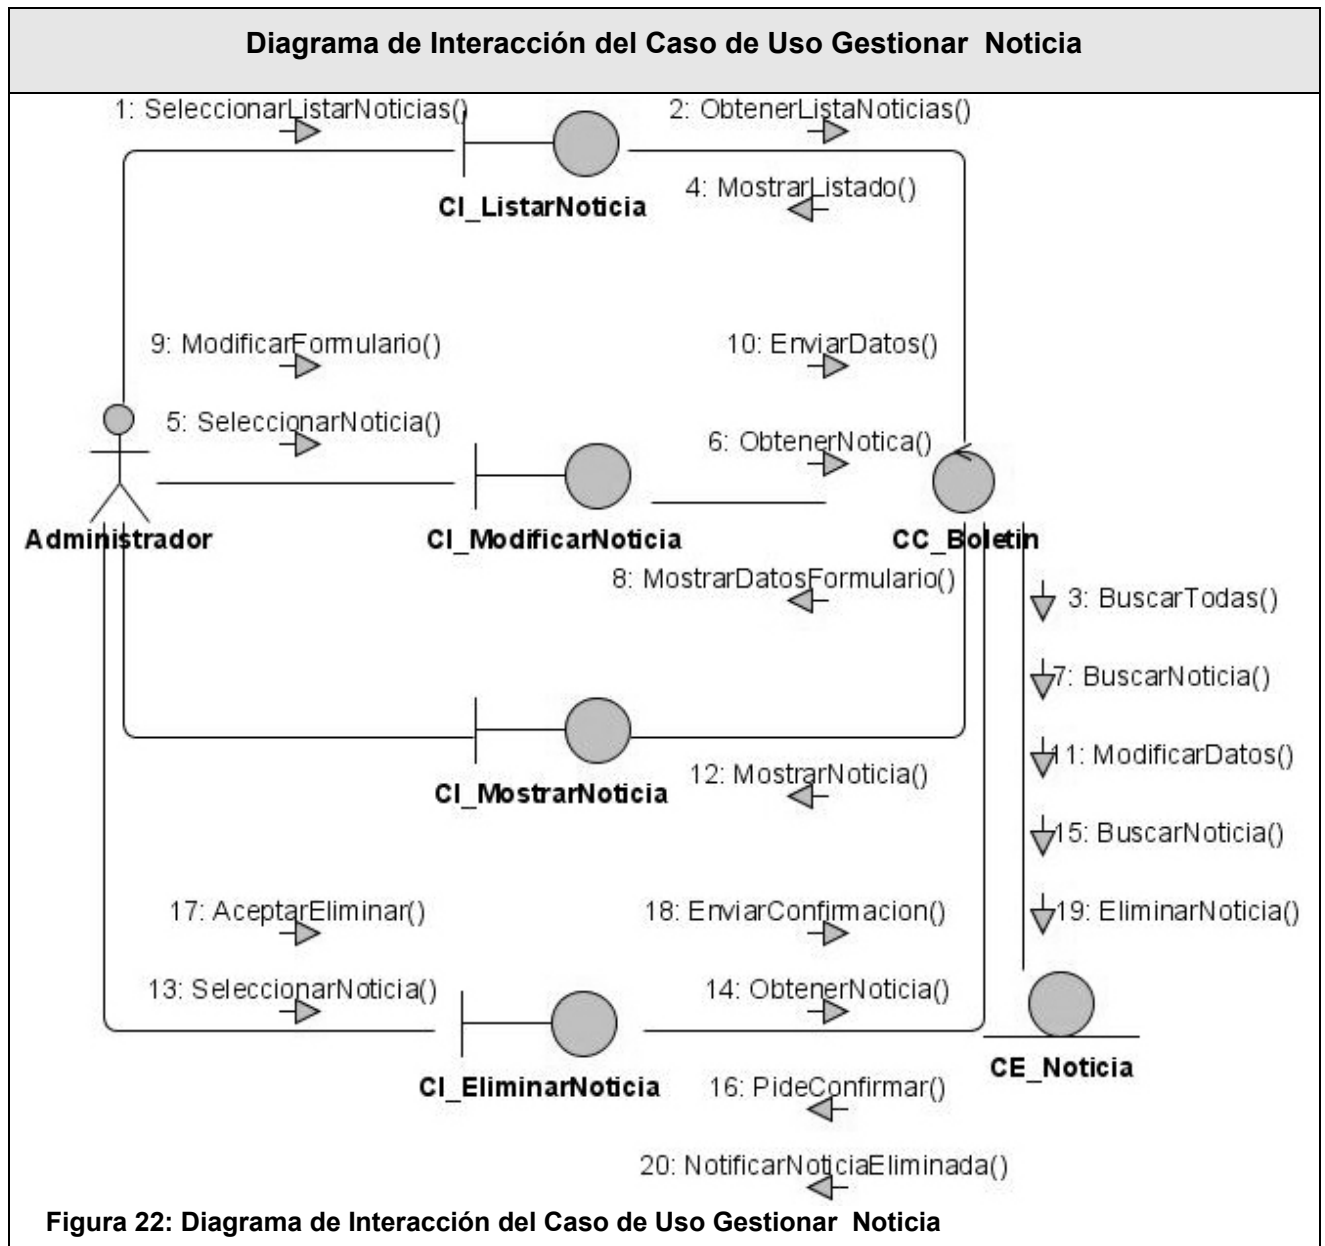 Diagrama de Interacción del Caso de Uso Gestionar Noticia
1: SeleccionarListarNoticias()
2: ObtenerListaNoticias()
4: MostrarListado()
CI_ListarNoticia
9: ModificarFormulario()
10: EnviarDatos()
5: SeleccionarNoticia()
6: ObtenerNotica()
Administrador
CI_ModificarNoticia
CC_Boletin
8: MostrarDatosFormulario()
3: BuscarTodas()
7: BuscarNoticia()
11: ModificarDatos()
12: MostrarNoticia()
CI_MostrarNoticia
15: BuscarNoticia()
17: AceptarEliminar()
18: EnviarConfirmacion()
19: EliminarNoticia()
13: SeleccionarNoticia()
14: ObtenerNoticia()
CE_Noticia
CI_EliminarNoticia
16: PideConfirmar()
20: NotificarNoticiaEliminada()
Figura 22: Diagrama de Interacción del Caso de Uso Gestionar Noticia